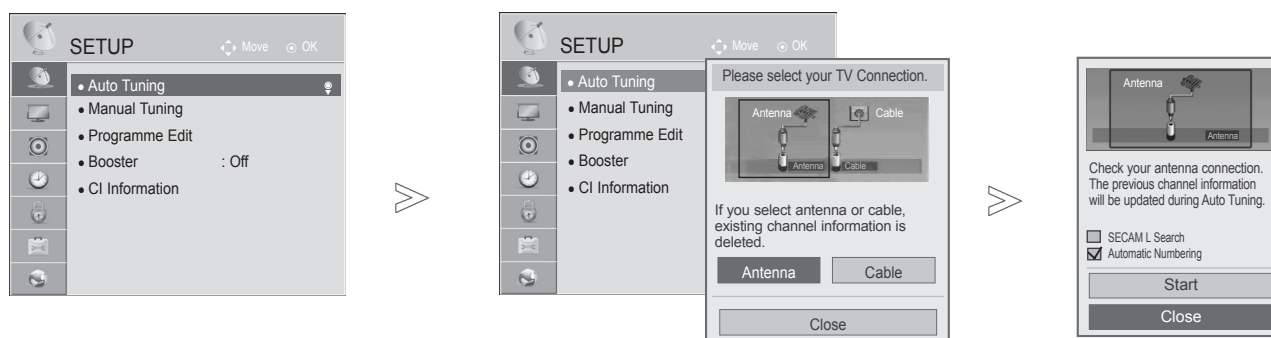 SETUP
Move OK
• Auto Tuning
• Manual Tuning
• Programme Edit
• Booster : Off
• CI Information
SETUP
Move OK
• Auto Tuning
• Manual Tuning
• Programme Edit
• Booster
• CI Information
Please select your TV Connection.
Antenna Cable
Antenna Cable
If you select antenna or cable,
existing channel information is
deleted.
Antenna Cable
Close
Antenna
Antenna
Check your antenna connection.
The previous channel information
will be updated during Auto Tuning.
SECAM L Search
Automatic Numbering
Start
Close